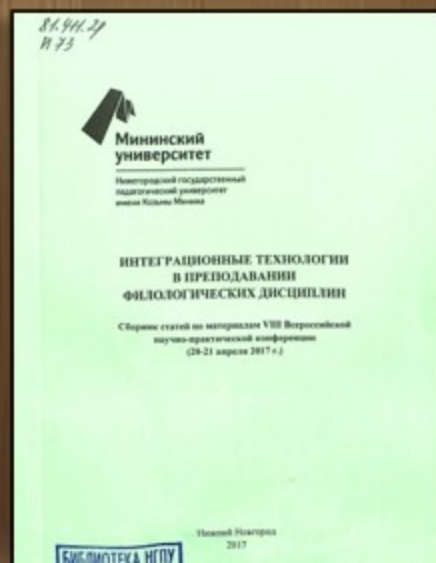 81.411.2р
И 73
Мининский
университет
Нижегородский государственный
педагогический университет
имени Козьмы Минина
ИНТЕГРАЦИОННЫЕ ТЕХНОЛОГИИ
В ПРЕПОДАВАНИИ
ФИЛОЛОГИЧЕСКИХ ДИСЦИПЛИН
Сборник статей по материалам VIII Всероссийской
научно-практической конференции
(20-21 апреля 2017 г.)
Нижний Новгород
2017
БИБЛИОТЕКА НГПУ